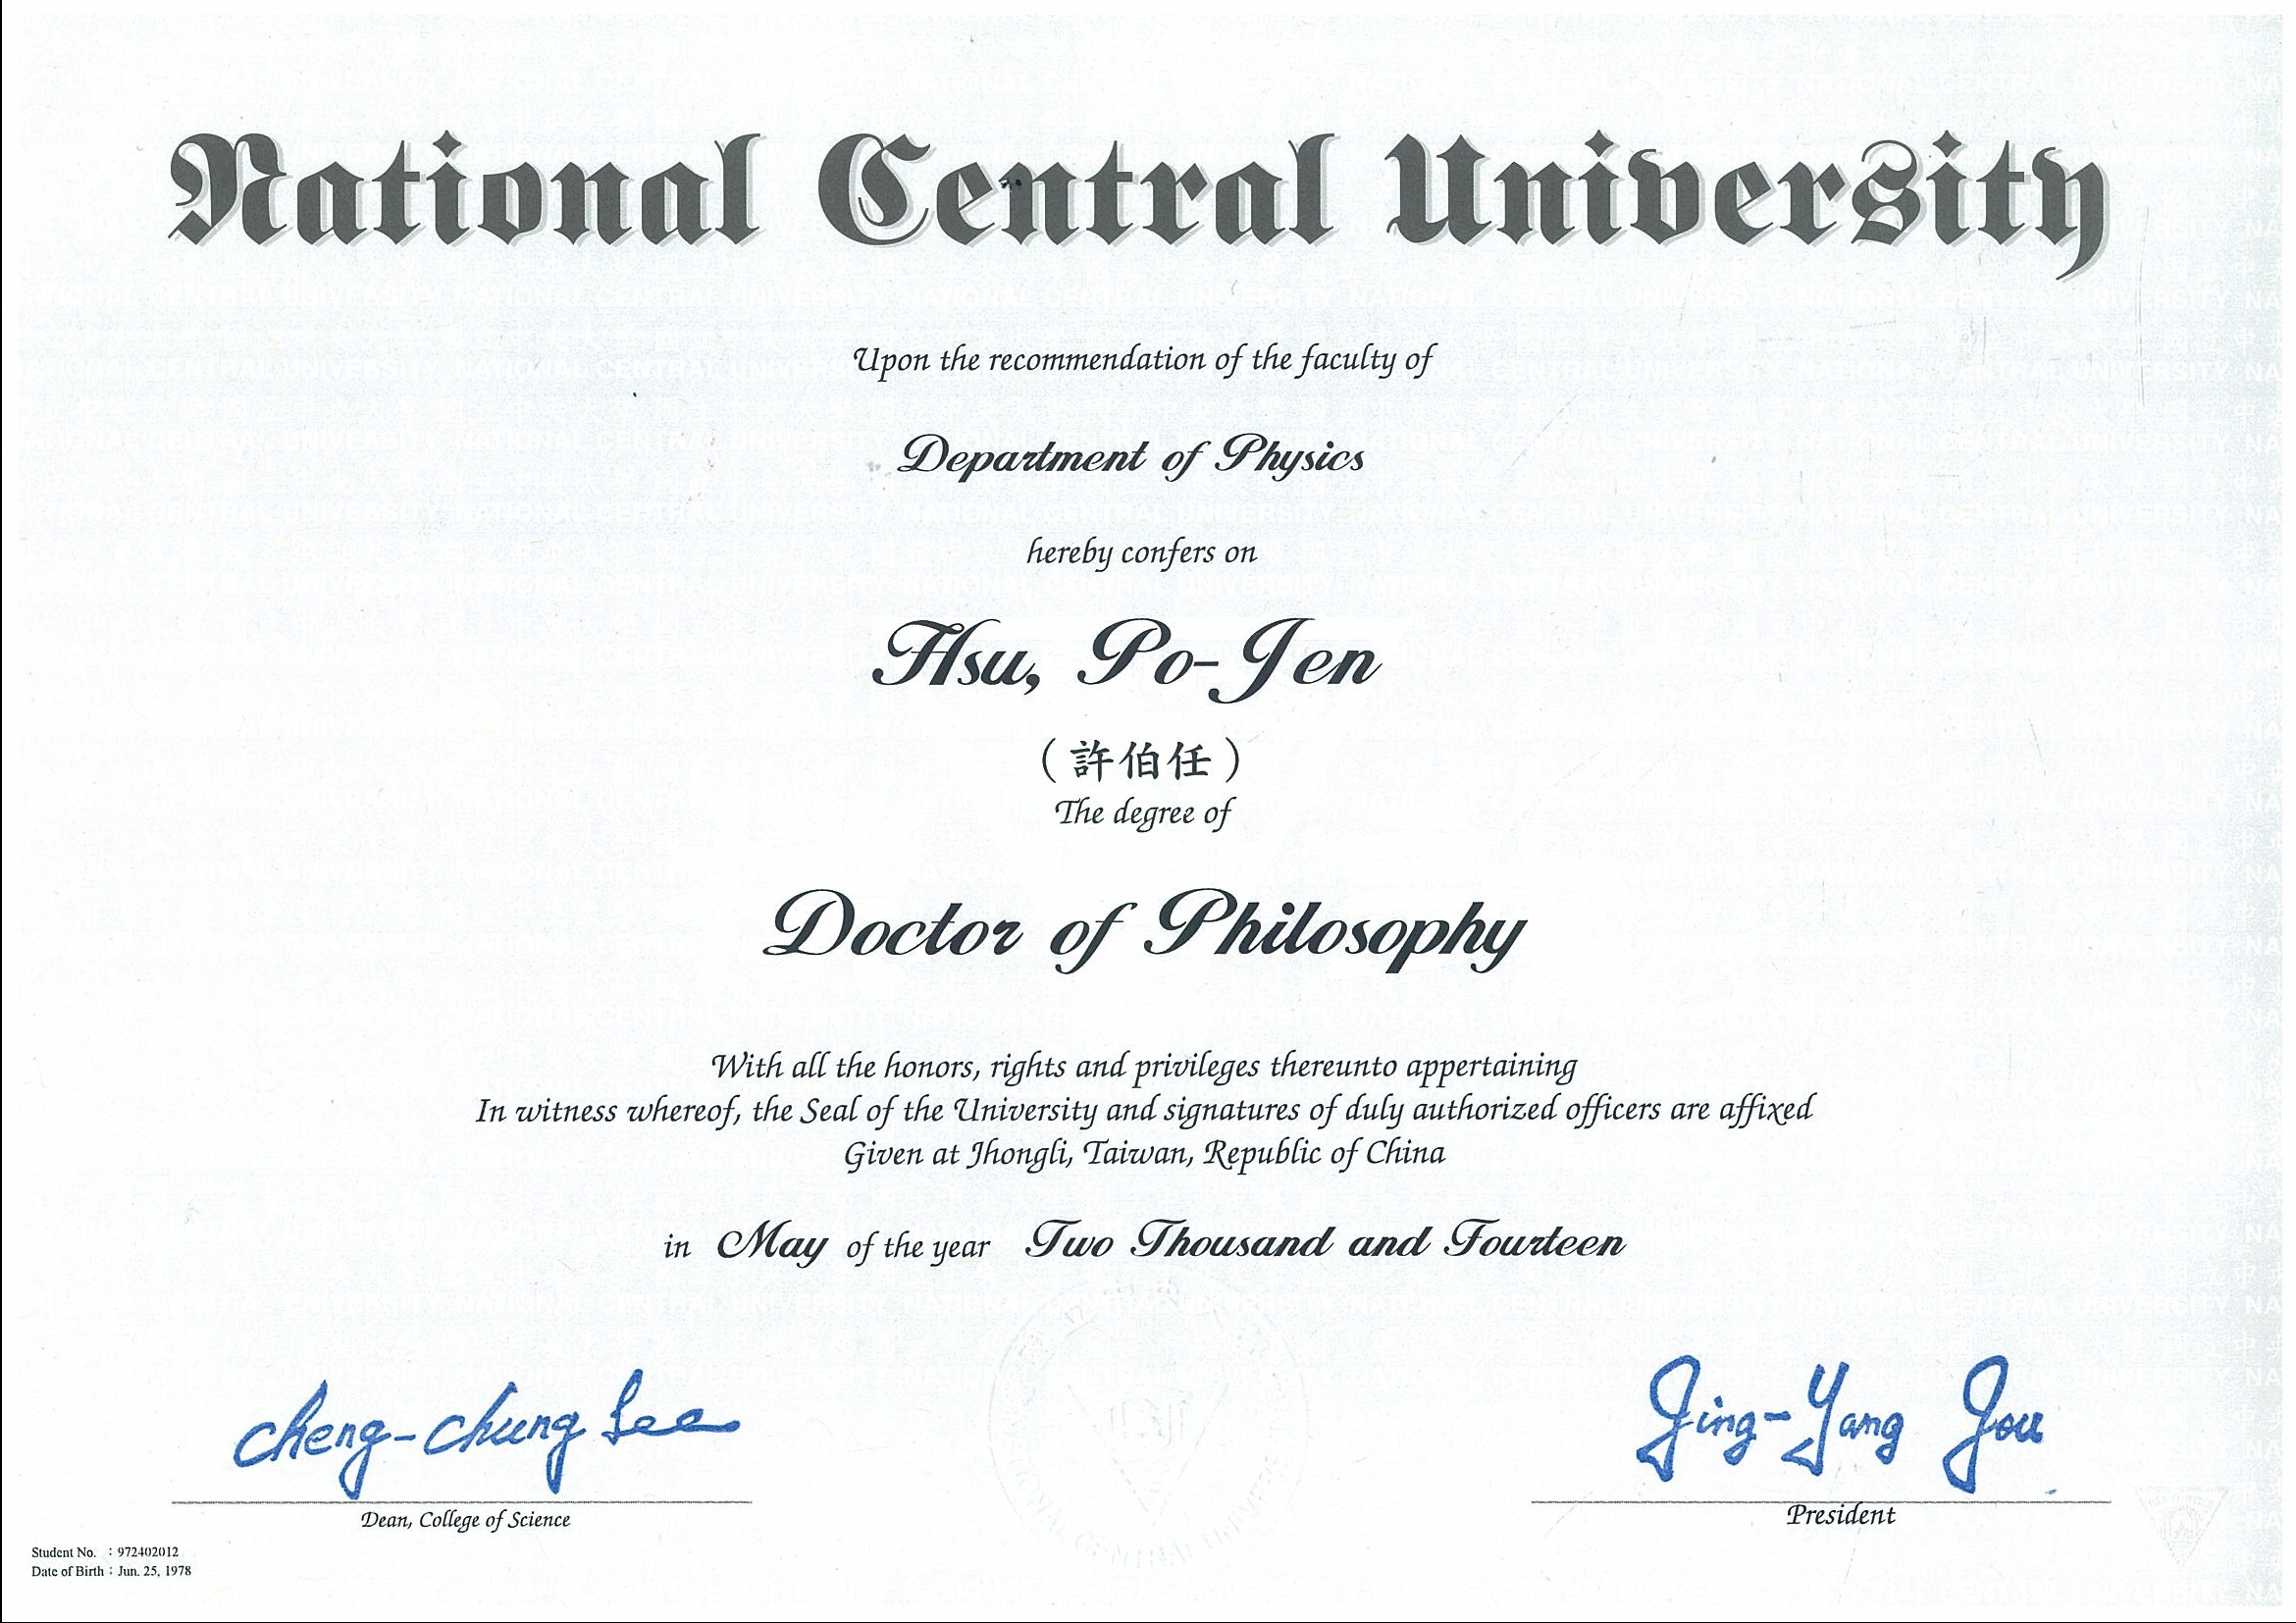 National Central University
Upon the recommendation of the faculty of
Department of Physics
hereby confers on
Hsu, Po-Jen
(許伯任)
The degree of
Doctor of Philosophy
With all the honors, rights and privileges thereunto appertaining
In witness whereof, the Seal of the University and signatures of duly authorized officers are affixed
Given at Jhongli, Taiwan, Republic of China
in May of the year Two Thousand and Fourteen
Cheng-Chung Lee
Jing-Yang Jou
Dean, College of Science
President
Student No. : 972402012
Date of Birth : Jun. 25, 1978